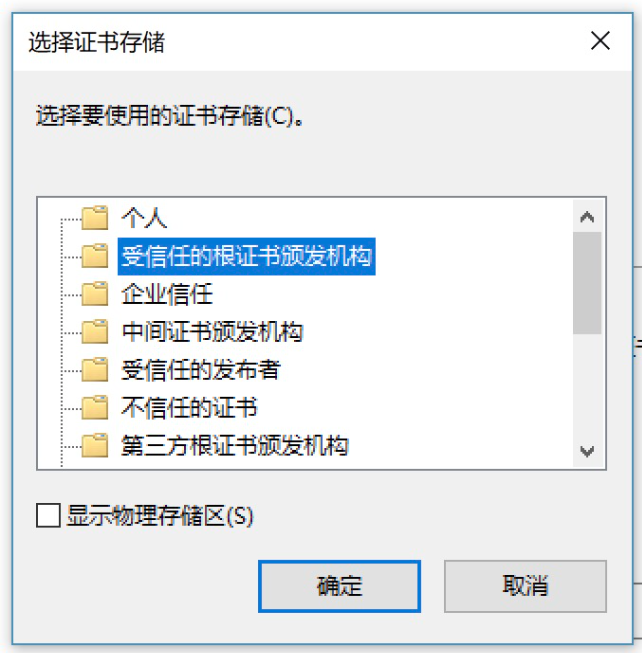 选择证书存储
选择要使用的证书存储(C)。
个人
受信任的根证书颁发机构
企业信任
中间证书颁发机构
受信任的发布者
不信任的证书
第三方根证书颁发机构
显示物理存储区(S)
确定
取消